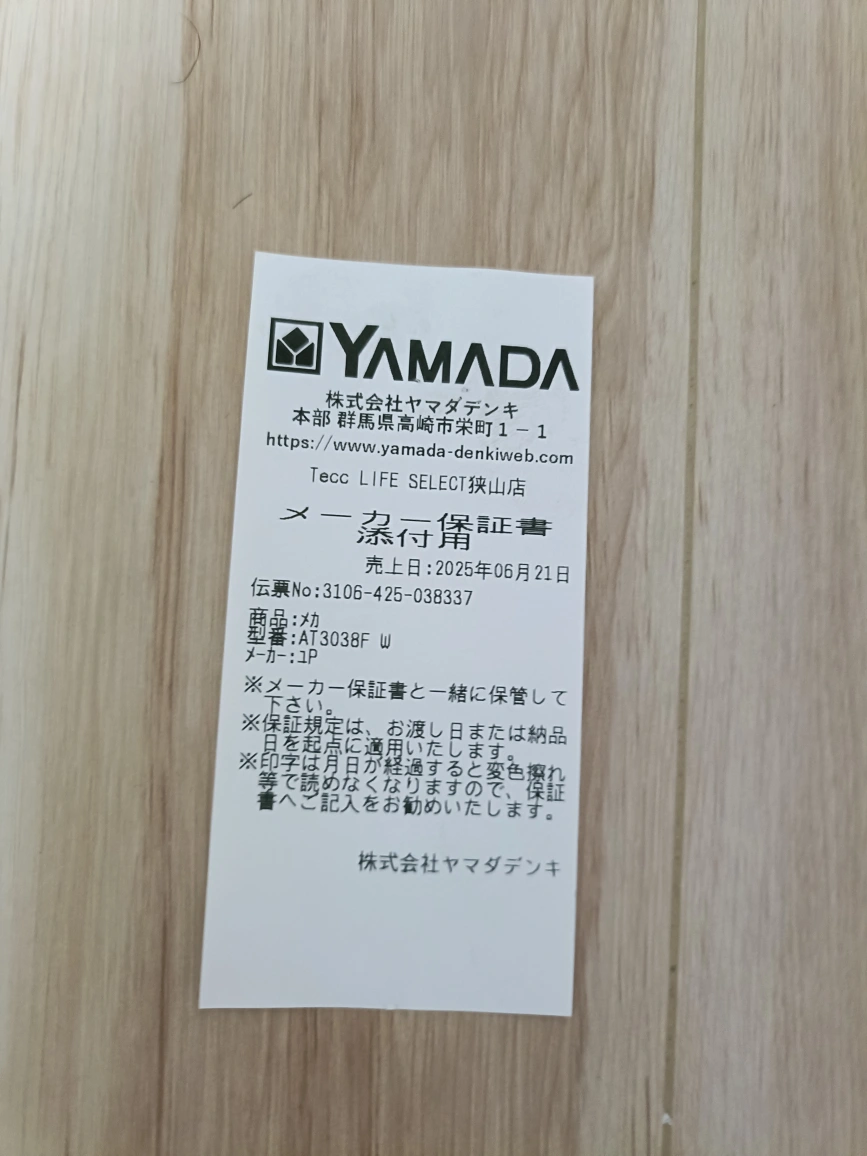 YAMADA
株式会社ヤマダデンキ
本部 群馬県高崎市栄町1-1
https://www.yamada-denkiweb.com
Tecc LIFE SELECT狭山店
メーカー保証書
添付用
売上日:2025年06月21日
伝票No:3106-425-038337
商品:ﾒｶ
型番:AT3038F W
ﾒｰｶｰ:ﾕP
※メーカー保証書と一緒に保管して
下さい。
※保証規定は、お渡し日または納品
日を起点に適用いたします。
※印字は月日が経過すると変色擦れ
等で読めなくなりますので、保証
書へご記入をお勧めいたします。
株式会社ヤマダデンキ